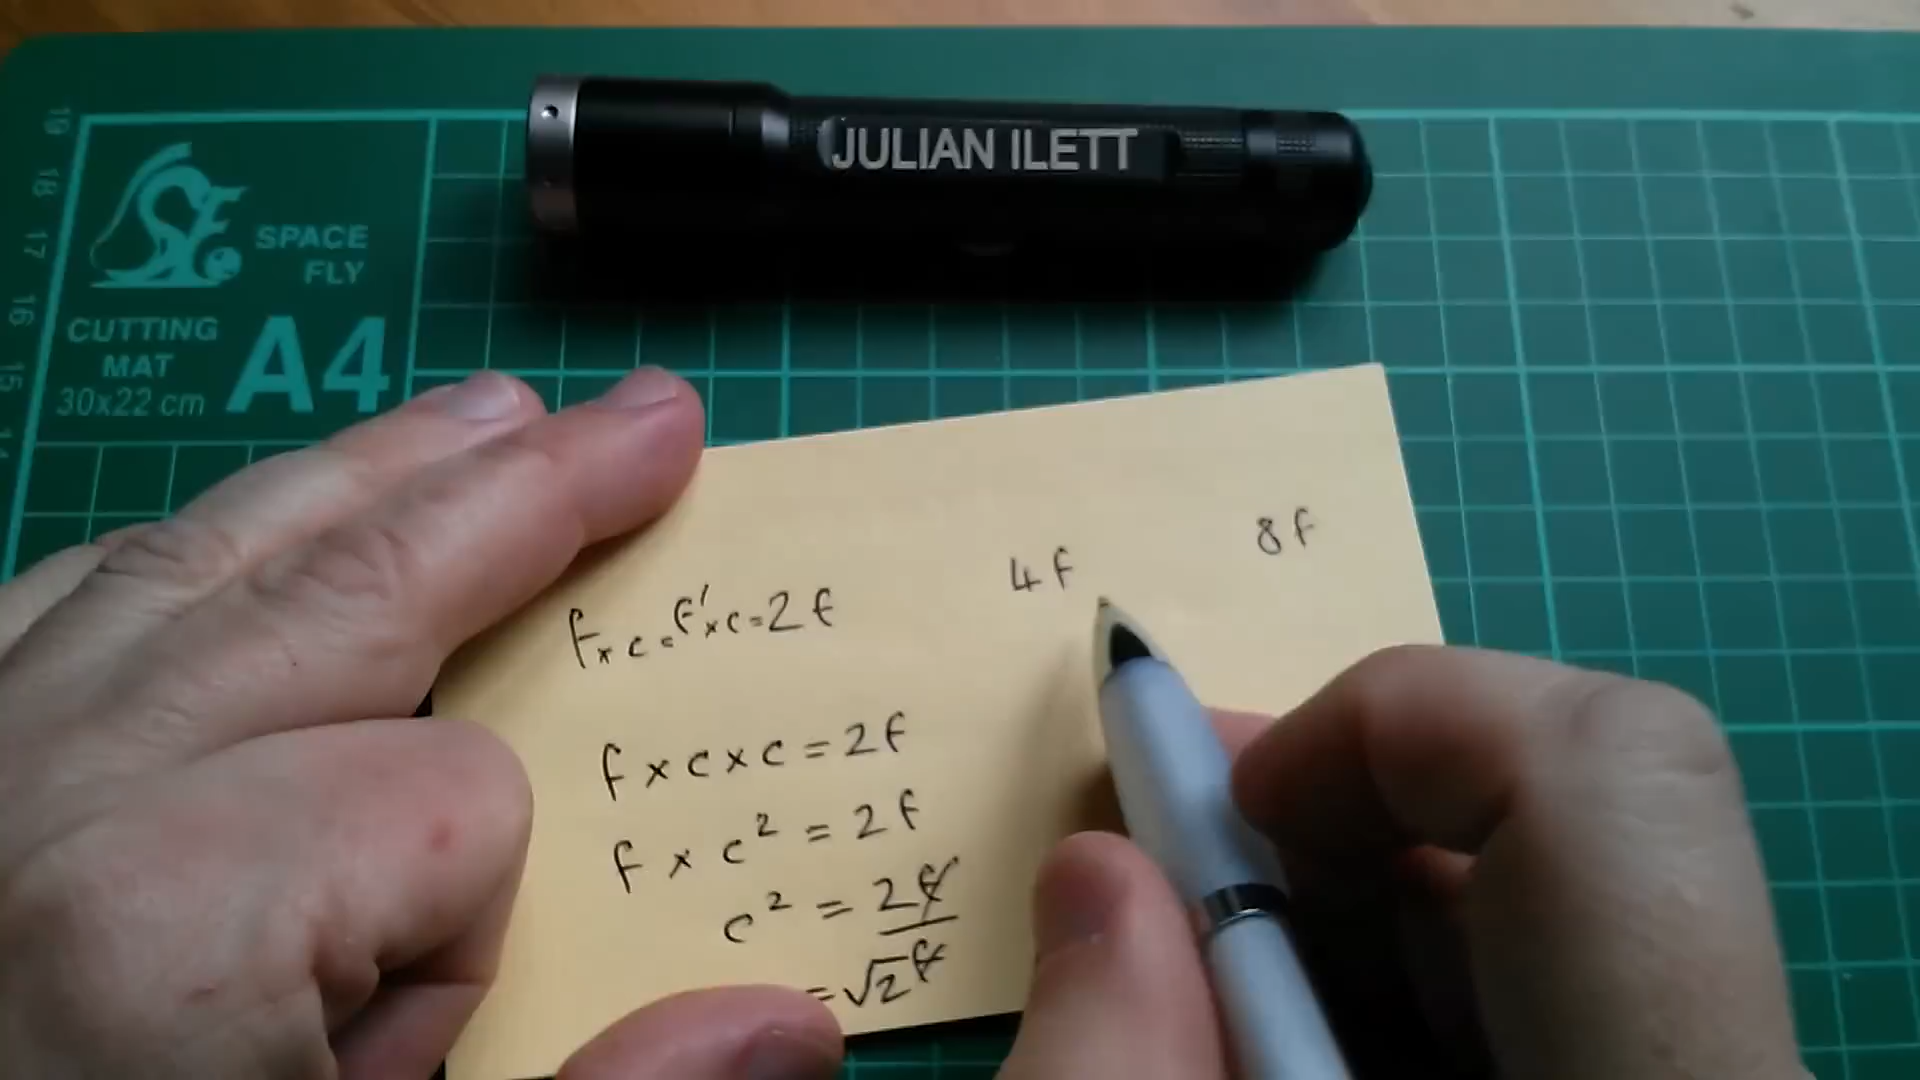 JULIAN ILETT
SPACE
FLY
CUTTING
MAT
30x22 cm
A4
19
18
17
16
15
14
8f
4f
f × c = f' × c = 2f
f × c × c = 2f
f × c² = 2f
c² = 2f / f
= √2